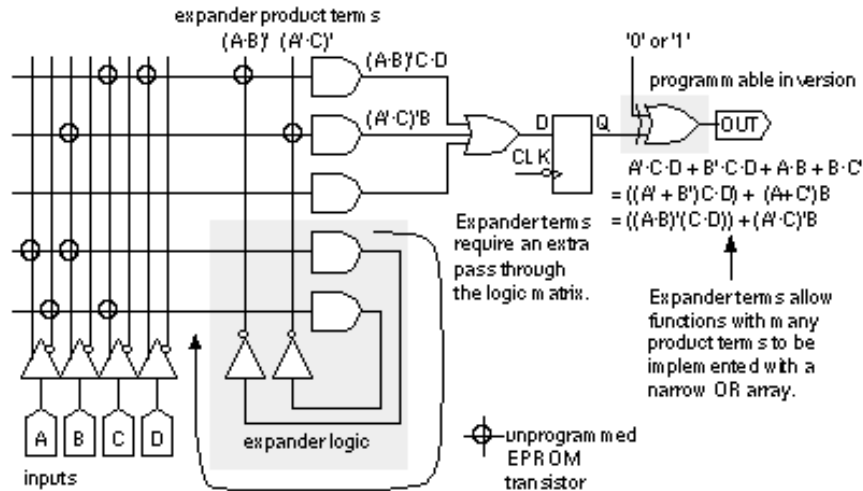 expander product terms
(A·B)' (A'·C)'
'0' or '1'
programmable inversion
(A·B)'C·D
(A'·C)'B
D
Q
CLK
OUT
A'·C·D + B'·C·D + A·B + B·C'
= ((A' + B')C·D) + (A+C')B
= ((A·B)'(C·D)) + (A'·C)'B
Expander terms
require an extra
pass through
the logic matrix.
Expander terms allow
functions with many
product terms to be
implemented with a
narrow OR array.
A B C D
inputs
expander logic
unprogrammed
EPROM
transistor